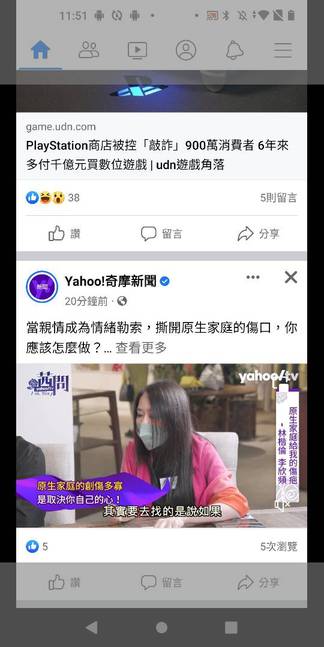 11:51
game.udn.com
PlayStation商店被控「敲詐」900萬消費者 6年來
多付千億元買數位遊戲 | udn遊戲角落
38
5則留言
讚
留言
分享
Yahoo!奇摩新聞
20分鐘前
當親情成為情緒勒索，撕開原生家庭的傷口，你
應該怎麼做？... 查看更多
yahoo!tv
原生家庭給我的傷疤
林楷倫 李欣頻
原生家庭的創傷多寡
是取決你自己的心！
其實要去找的是說如果
5
5次瀏覽
讚
留言
分享